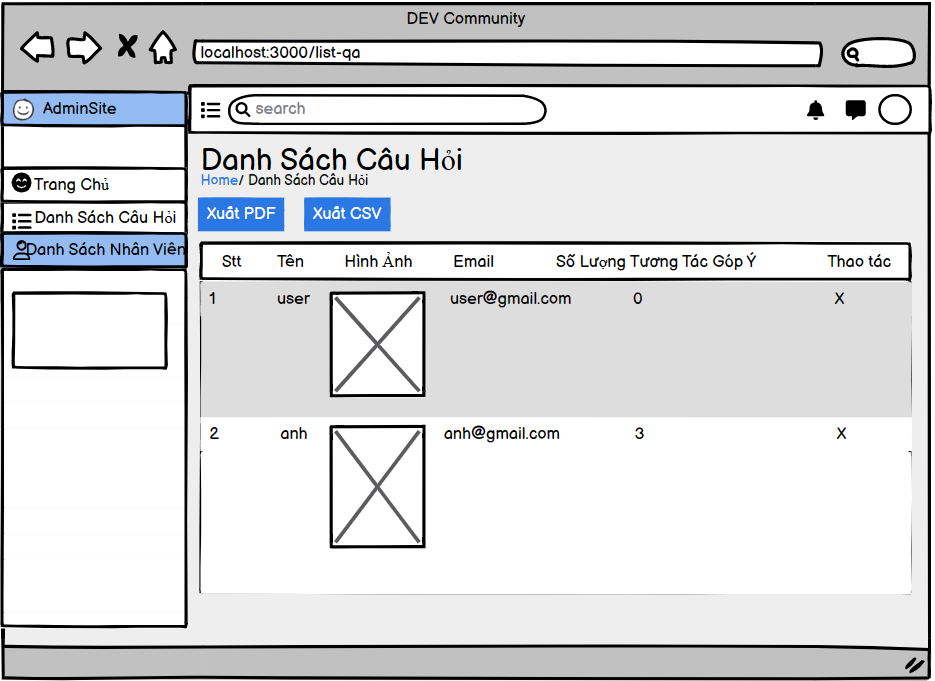 DEV Community
localhost:3000/list-qa
AdminSite
search
Trang Chủ
Danh Sách Câu Hỏi
Danh Sách Nhân Viên
Danh Sách Câu Hỏi
Home/ Danh Sách Câu Hỏi
Xuất PDF Xuất CSV
Stt Tên Hình Ảnh Email Số Lượng Tương Tác Góp Ý Thao tác
1 user user@gmail.com 0 X
2 anh anh@gmail.com 3 X